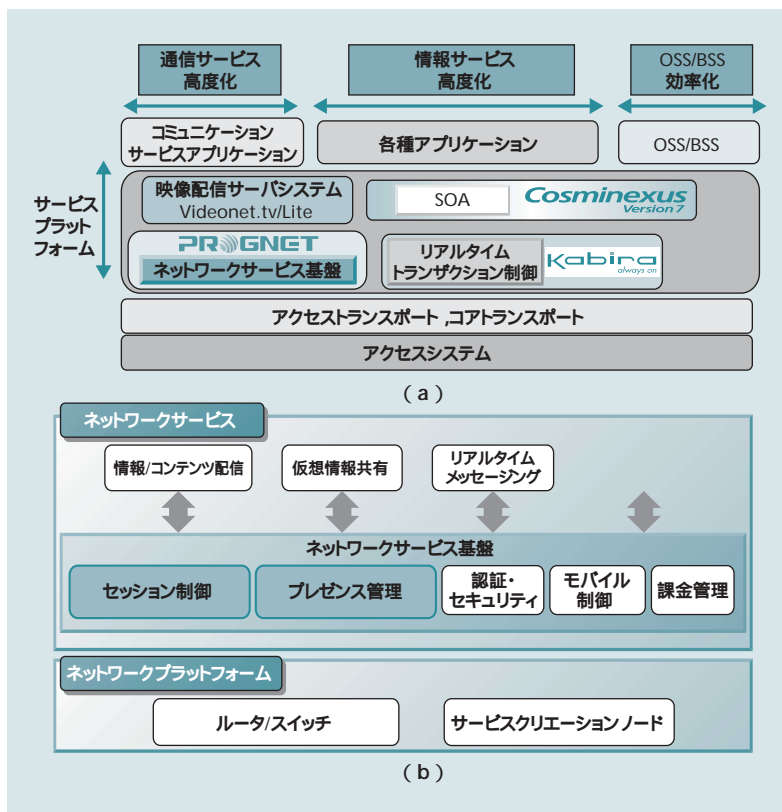 通信サービス
高度化
情報サービス
高度化
OSS/BSS
効率化
コミュニケーション
サービスアプリケーション
各種アプリケーション
OSS/BSS
サービス
プラット
フォーム
映像配信サーバシステム
Videonet.tv/Lite
SOA
Cosminexus
Version 7
PROGNET
ネットワークサービス基盤
リアルタイム
トランザクション制御
Kabira
always on
アクセストランスポート,コアトランスポート
アクセスシステム
(a)
ネットワークサービス
情報/コンテンツ配信
仮想情報共有
リアルタイム
メッセージング
ネットワークサービス基盤
セッション制御
プレゼンス管理
認証・
セキュリティ
モバイル
制御
課金管理
ネットワークプラットフォーム
ルータ/スイッチ
サービスクリエーションノード
(b)